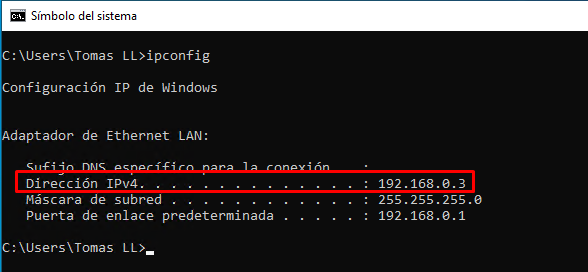 Símbolo del sistema
C:\Users\Tomas LL>ipconfig
Configuración IP de Windows
Adaptador de Ethernet LAN:
Sufijo DNS específico para la conexión. . :
Dirección IPv4. . . . . . . . . . . . . . : 192.168.0.3
Máscara de subred . . . . . . . . . . . . : 255.255.255.0
Puerta de enlace predeterminada . . . . . : 192.168.0.1
C:\Users\Tomas LL>